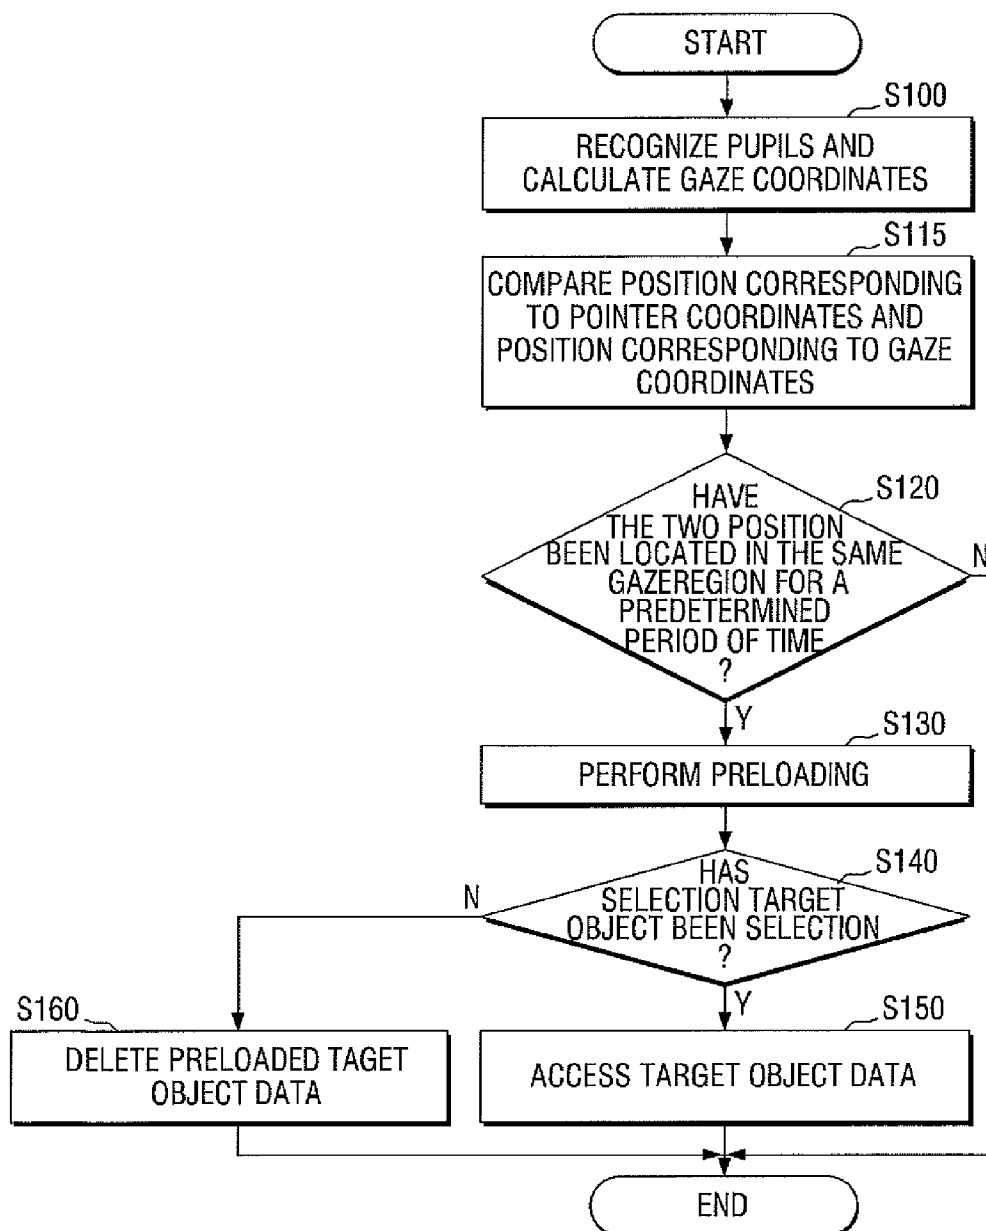 START
S100
RECOGNIZE PUPILS AND
CALCULATE GAZE COORDINATES
S115
COMPARE POSITION CORRESPONDING
TO POINTER COORDINATES AND
POSITION CORRESPONDING TO GAZE
COORDINATES
S120
HAVE
THE TWO POSITION
BEEN LOCATED IN THE SAME
GAZEREGION FOR A
PREDETERMINED
PERIOD OF TIME
?
N
Y
S130
PERFORM PRELOADING
S140
HAS
SELECTION TARGET
OBJECT BEEN SELECTION
?
N
Y
S160
DELETE PRELOADED TAGET
OBJECT DATA
S150
ACCESS TARGET OBJECT DATA
END